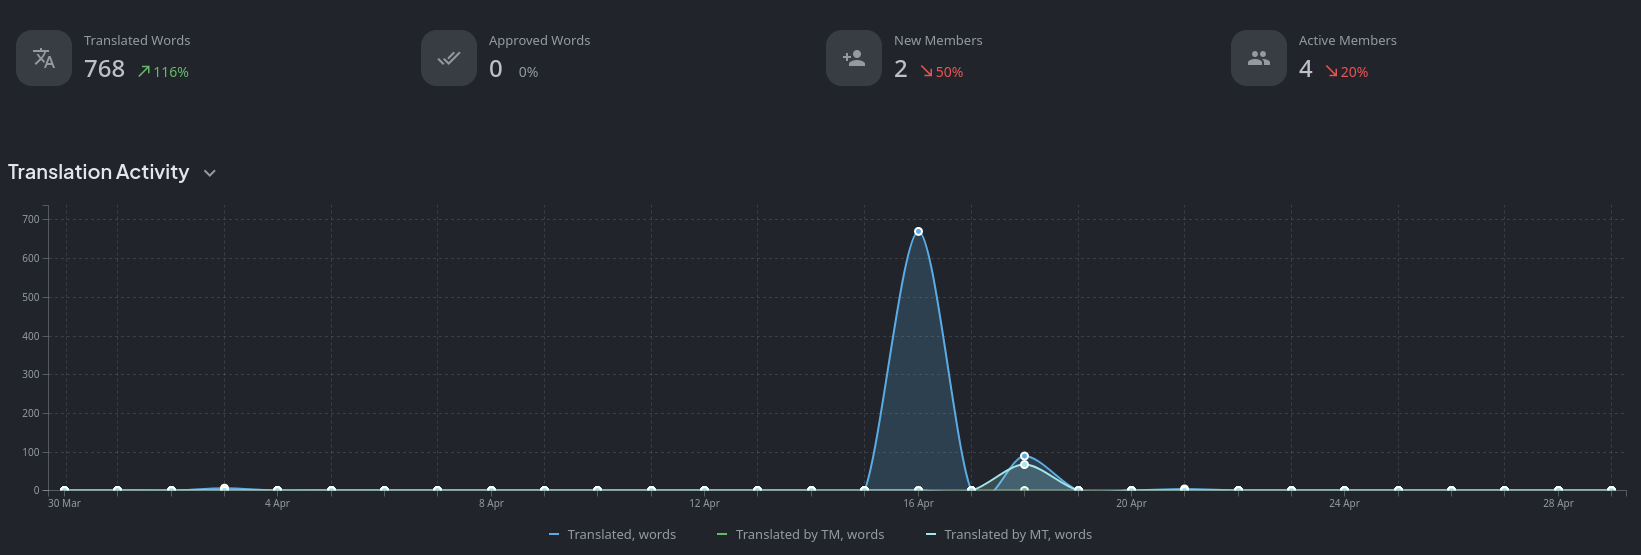 Translated Words
768 116%
Approved Words
0 0%
New Members
2 50%
Active Members
4 20%
Translation Activity
700
600
500
400
300
200
100
0
30 Mar 4 Apr 8 Apr 12 Apr 16 Apr 20 Apr 24 Apr 28 Apr
Translated, words Translated by TM, words Translated by MT, words